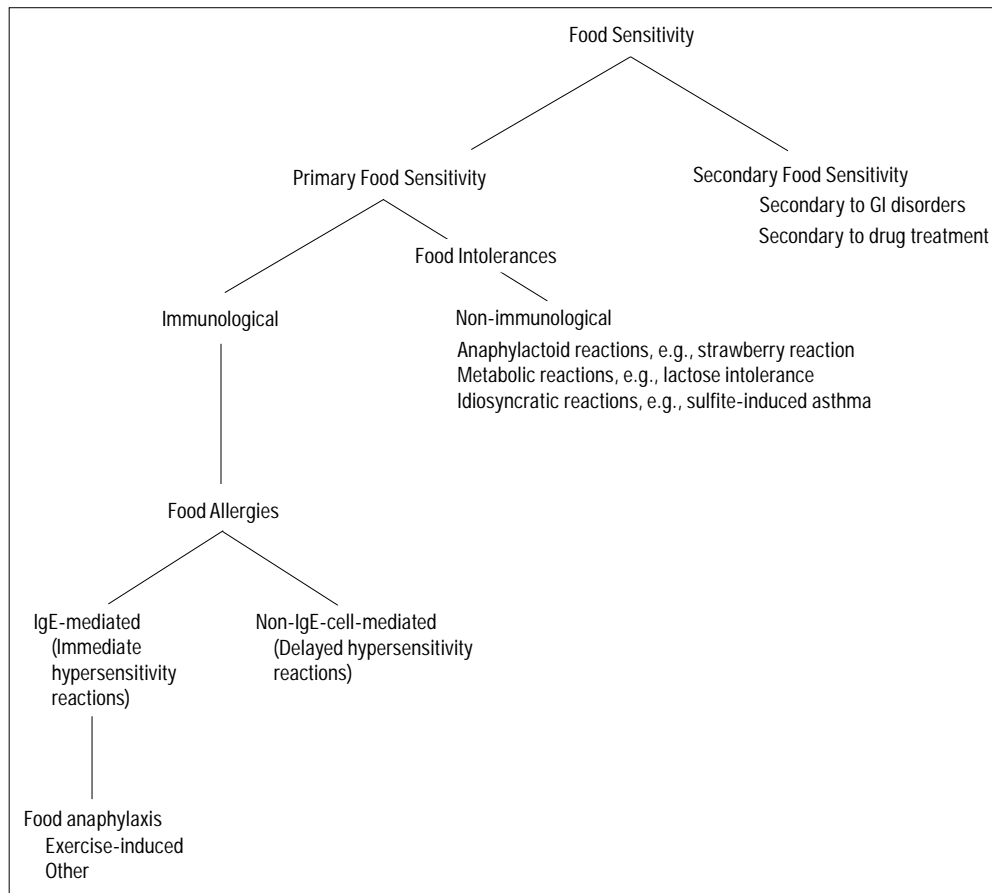 Food Sensitivity
Primary Food Sensitivity
Secondary Food Sensitivity
Secondary to GI disorders
Secondary to drug treatment
Food Intolerances
Immunological
Non-immunological
Anaphylactoid reactions, e.g., strawberry reaction
Metabolic reactions, e.g., lactose intolerance
Idiosyncratic reactions, e.g., sulfite-induced asthma
Food Allergies
IgE-mediated
(Immediate
hypersensitivity
reactions)
Non-IgE-cell-mediated
(Delayed hypersensitivity
reactions)
Food anaphylaxis
Exercise-induced
Other